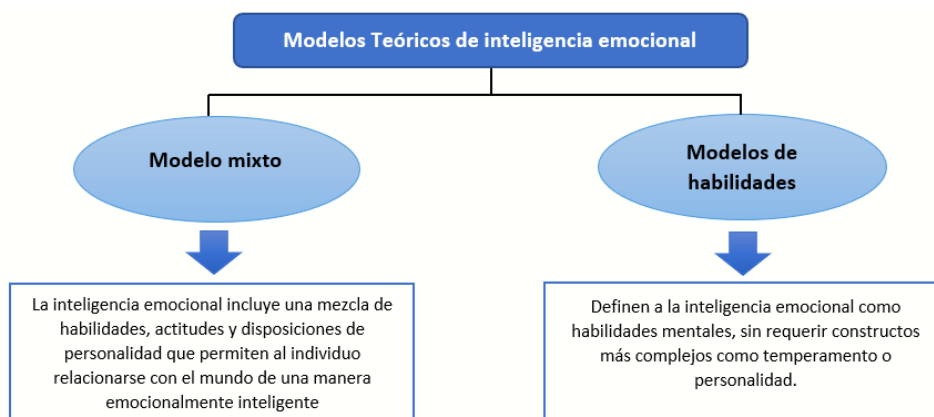 Modelos Teóricos de inteligencia emocional
Modelo mixto
Modelos de
habilidades
La inteligencia emocional incluye una mezcla de
habilidades, actitudes y disposiciones de
personalidad que permiten al individuo
relacionarse con el mundo de una manera
emocionalmente inteligente
Definen a la inteligencia emocional como
habilidades mentales, sin requerir constructos
más complejos como temperamento o
personalidad.